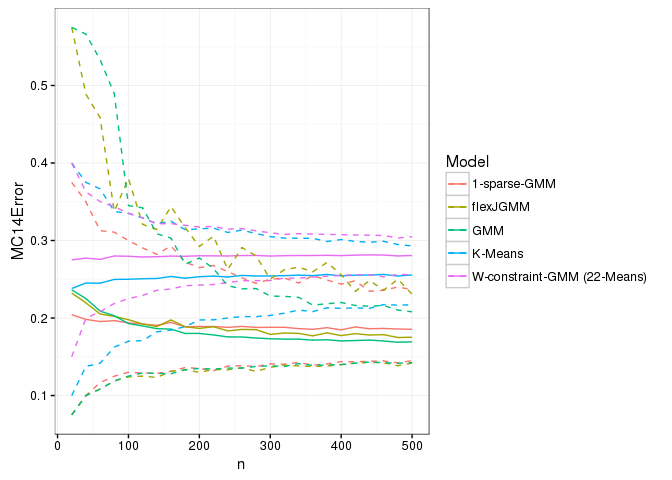 MC14Error
0.5
0.4
0.3
0.2
0.1
0
100
200
300
400
500
n
Model
1-sparse-GMM
flexJGMM
GMM
K-Means
W-constraint-GMM (22-Means)